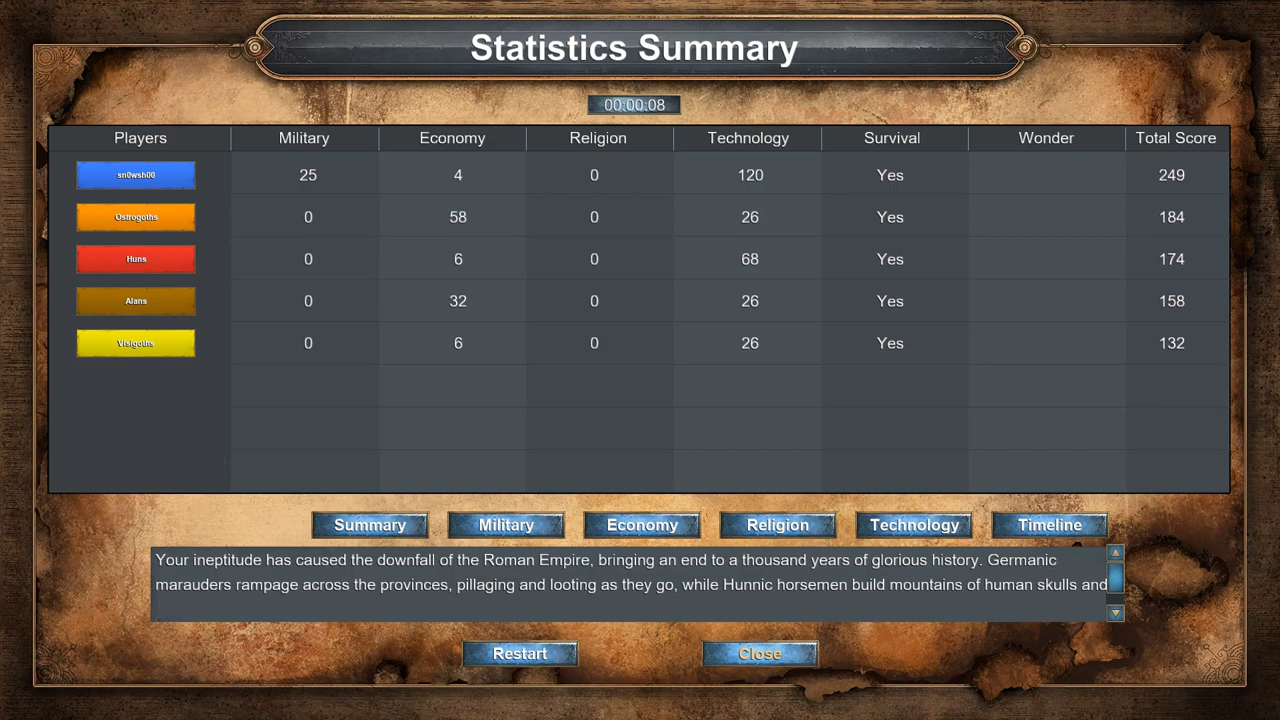 Statistics Summary
00:00:08
Players Military Economy Religion Technology Survival Wonder Total Score
sn0wsh00 25 4 0 120 Yes 249
Ostrogoths 0 58 0 26 Yes 184
Huns 0 6 0 68 Yes 174
Alans 0 32 0 26 Yes 158
Visigoths 0 6 0 26 Yes 132
Summary Military Economy Religion Technology Timeline
Your ineptitude has caused the downfall of the Roman Empire, bringing an end to a thousand years of glorious history. Germanic
marauders rampage across the provinces, pillaging and looting as they go, while Hunnic horsemen build mountains of human skulls and
Restart Close